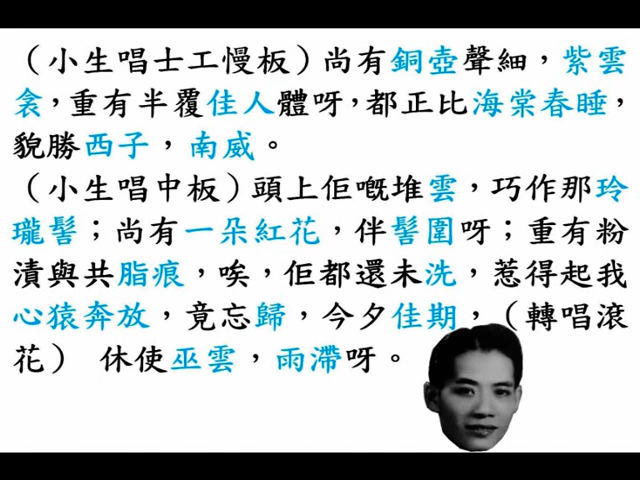 （小生唱士工慢板）尚有銅壺聲細，紫雲
衾，重有半覆佳人體呀，都正比海棠春睡，
貌勝西子，南威。
（小生唱中板）頭上佢嘅堆雲，巧作那玲
瓏髻；尚有一朵紅花，伴髻圍呀；重有粉
漬與共脂痕，唉，佢都還未洗，惹得起我
心猿奔放，竟忘歸，今夕佳期，（轉唱滾
花） 休使巫雲，雨滯呀。